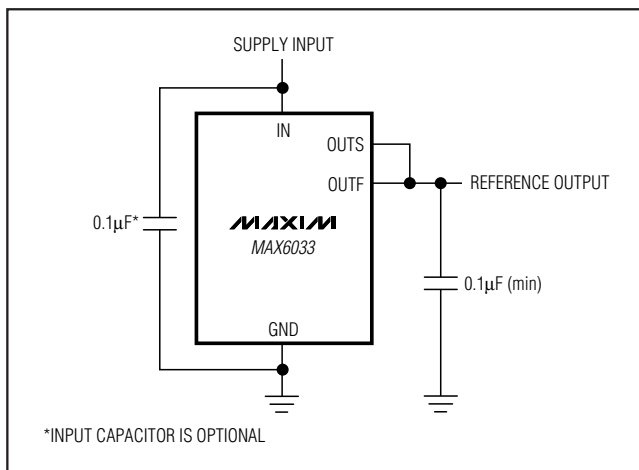 SUPPLY INPUT
IN
OUTS
OUTF
REFERENCE OUTPUT
0.1µF*
MAXIM
MAX6033
0.1µF (min)
GND
*INPUT CAPACITOR IS OPTIONAL